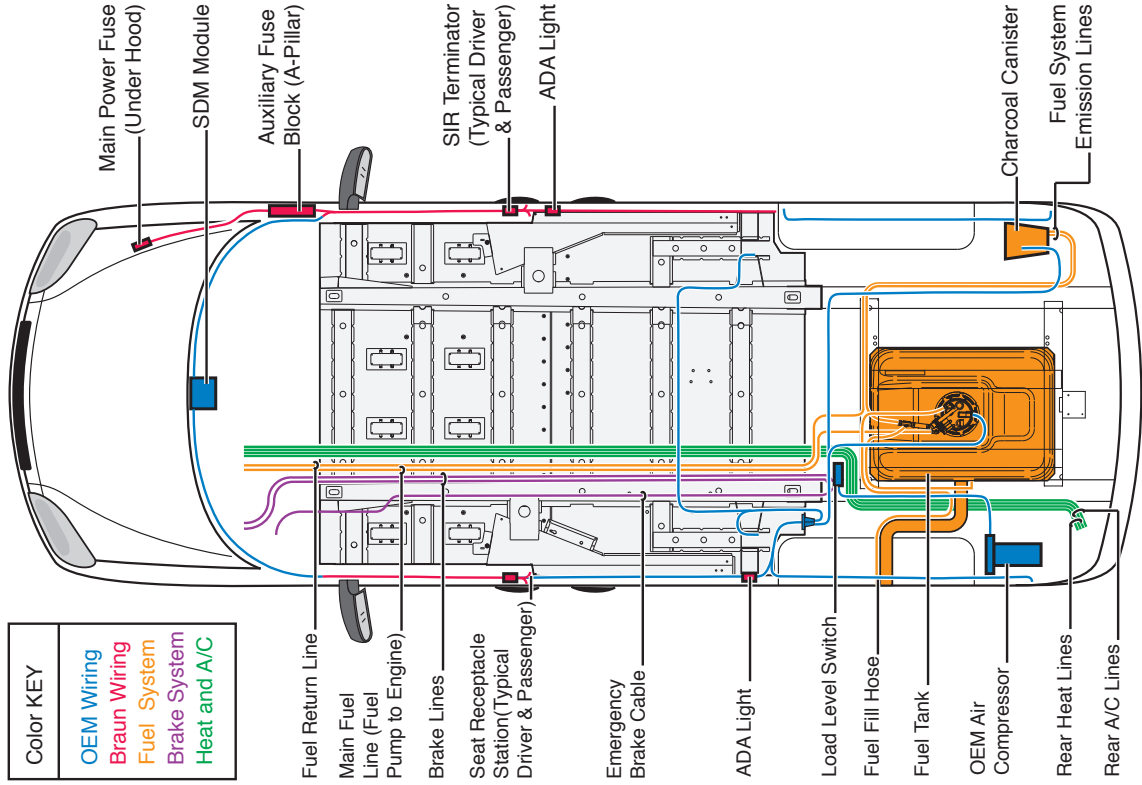 Main Power Fuse
(Under Hood)
SDM Module
Auxiliary Fuse
Block (A-Pillar)
SIR Terminator
(Typical Driver
& Passenger)
ADA Light
Charcoal Canister
Fuel System
Emission Lines
Color KEY
OEM Wiring
Braun Wiring
Fuel System
Brake System
Heat and A/C
Fuel Return Line
Main Fuel
Line (Fuel
Pump to Engine)
Brake Lines
Seat Receptacle
Station(Typical
Driver & Passenger)
Emergency
Brake Cable
ADA Light
Load Level Switch
Fuel Fill Hose
Fuel Tank
OEM Air
Compressor
Rear Heat Lines
Rear A/C Lines